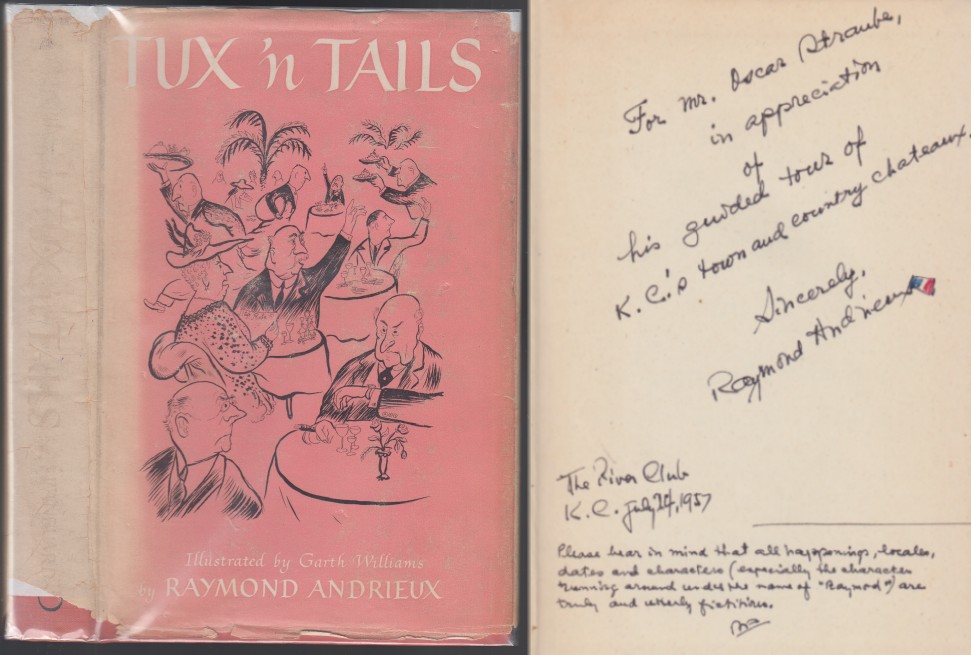 TUX 'n TAILS
Illustrated by Garth Williams
by RAYMOND ANDRIEUX
For Mr. Oscar Straube,
in appreciation
of
his guided tour of
K.C.'s town and country chateaux.
Sincerely,
Raymond Andrieux
The River Club
K.C. July 24, 1957
Please bear in mind that all happenings, locales,
dates and characters (especially the character
running around under the name of "Raymond") are
truly and utterly fictitious.
RA